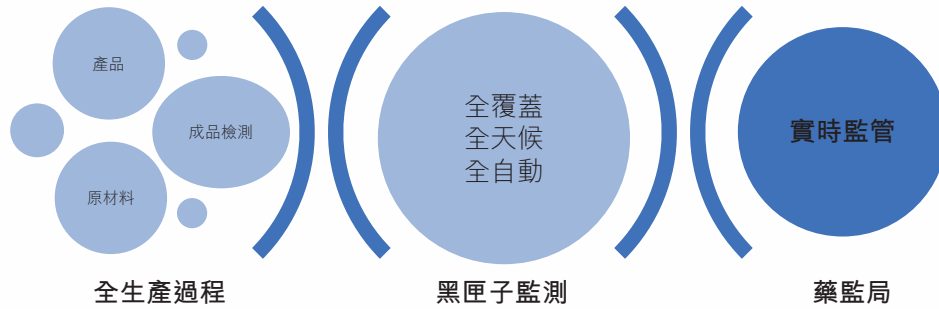 產品
成品檢測
原材料
全覆蓋
全天候
全自動
實時監管
全生產過程
黑匣子監測
藥監局